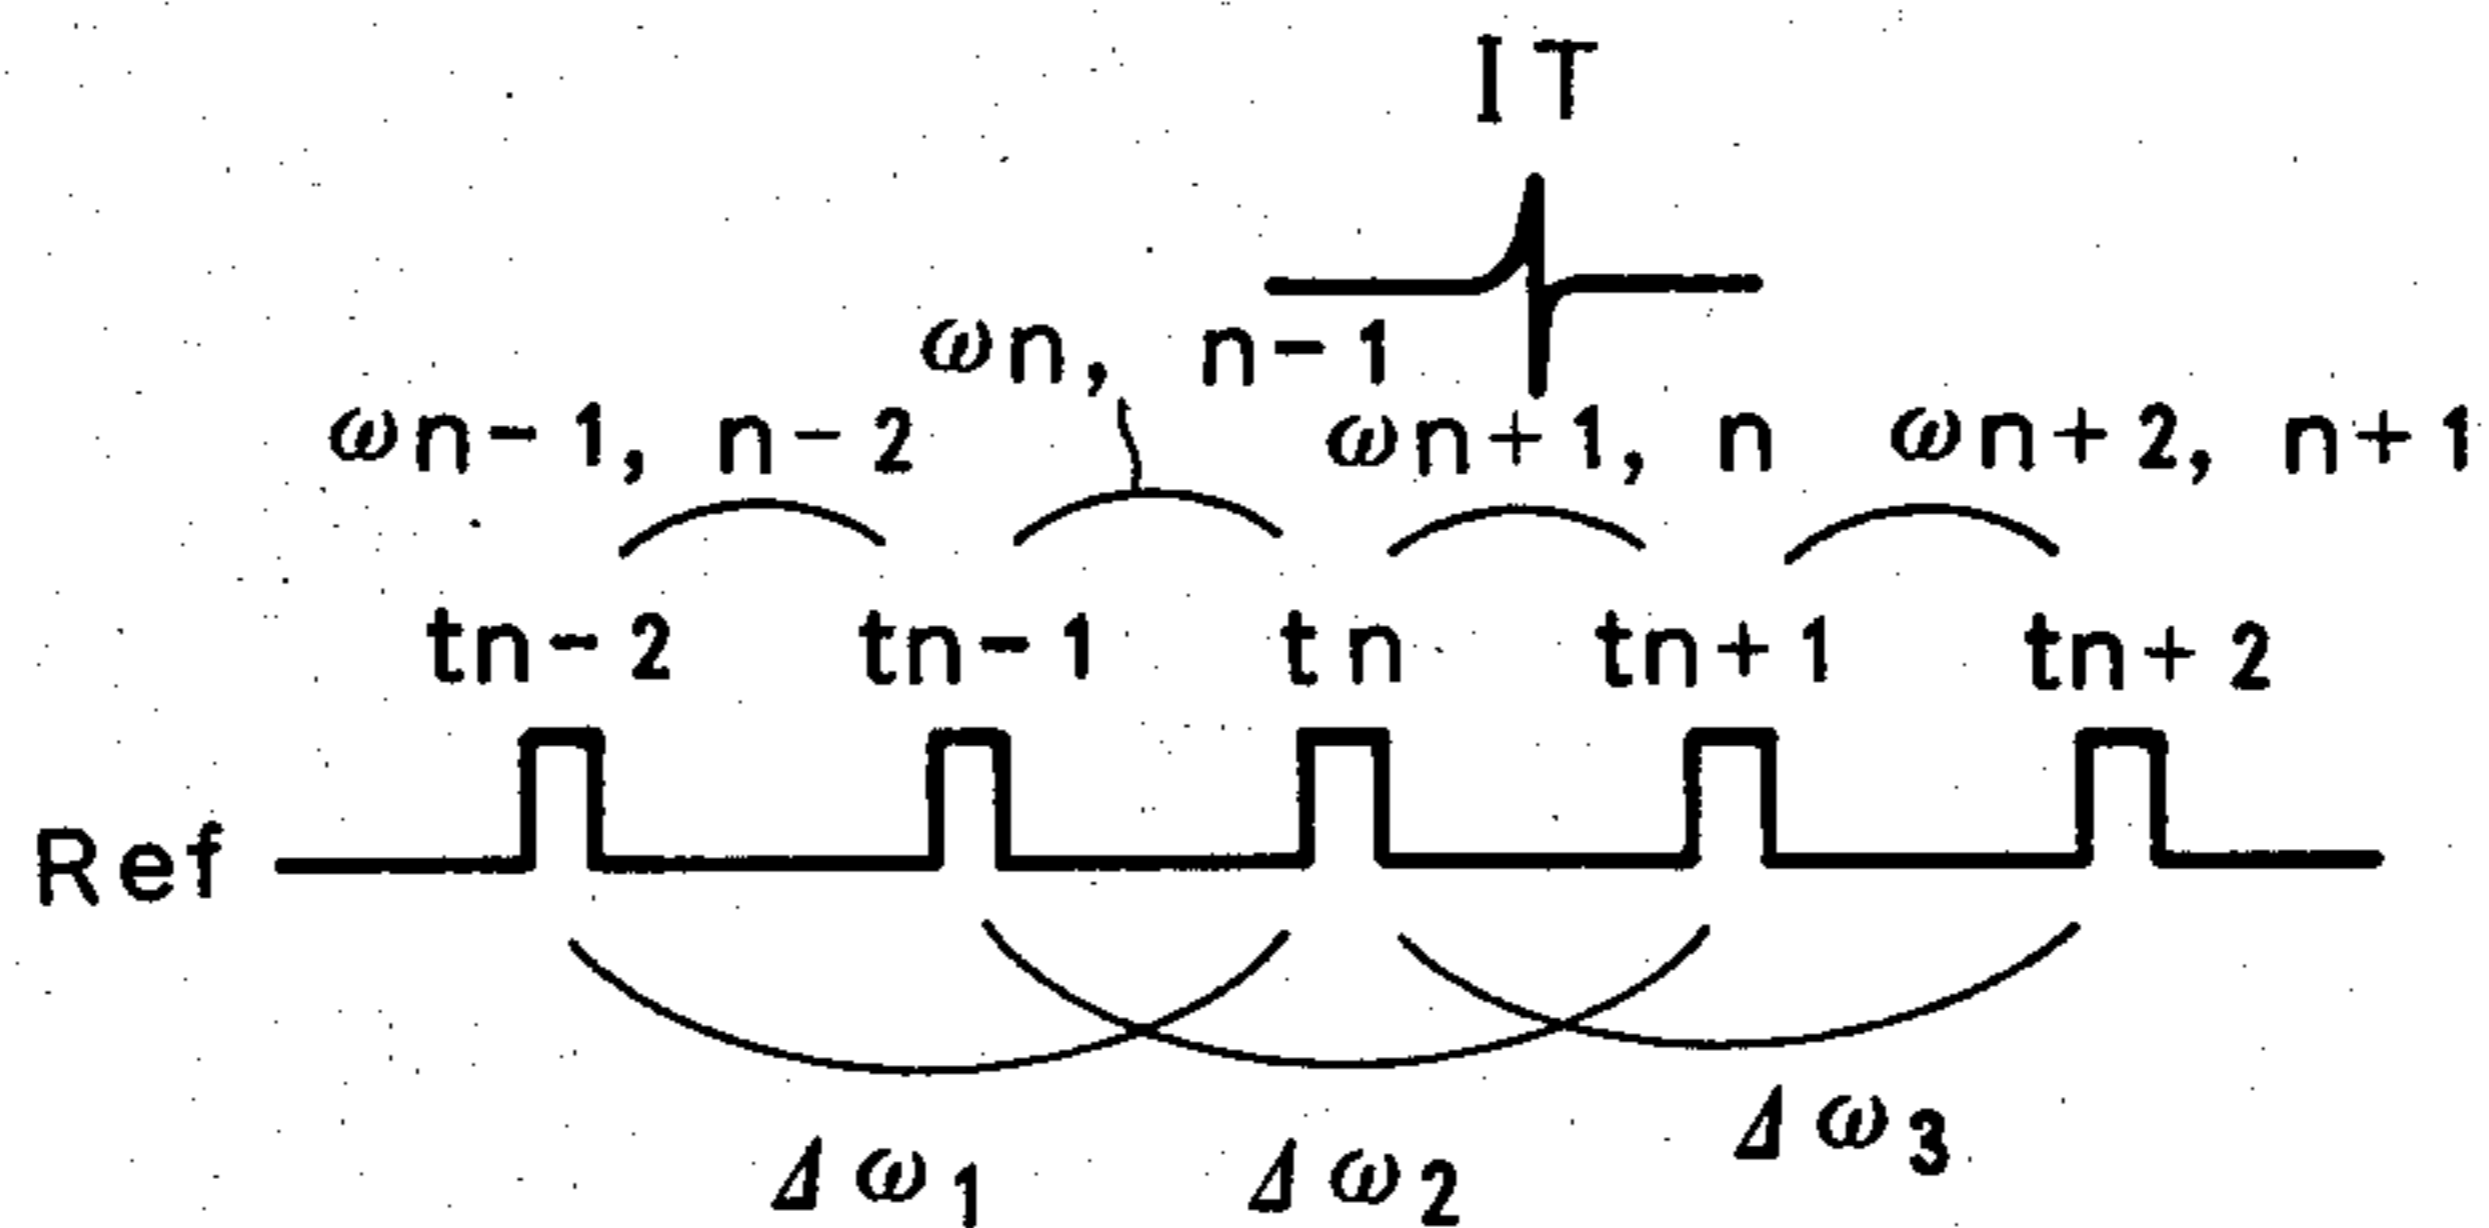 IT
ωn, n-1
ωn-1, n-2 ωn+1, n ωn+2, n+1
tn-2 tn-1 tn tn+1 tn+2
Ref
Δω3
Δω1 Δω2